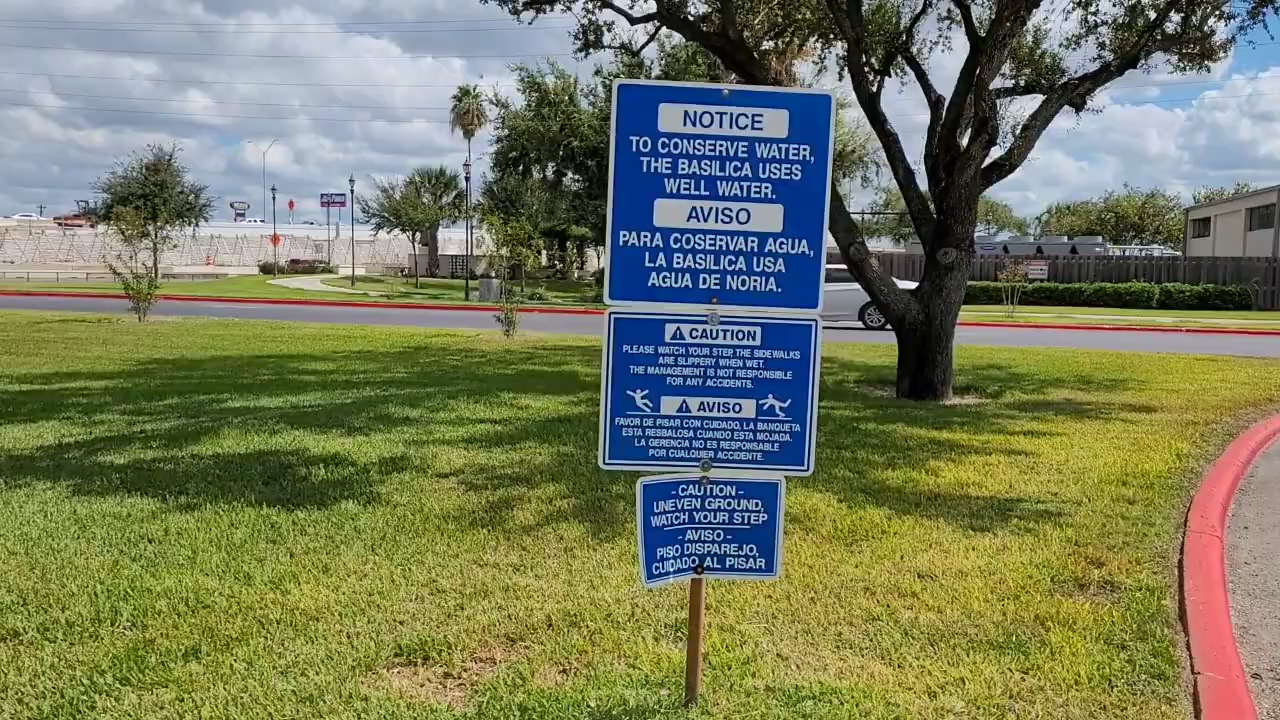 NOTICE
TO CONSERVE WATER,
THE BASILICA USES
WELL WATER.
AVISO
PARA COSERVAR AGUA,
LA BASILICA USA
AGUA DE NORIA.
CAUTION
PLEASE WATCH YOUR STEP, THE SIDEWALKS
ARE SLIPPERY WHEN WET.
THE MANAGEMENT IS NOT RESPONSIBLE
FOR ANY ACCIDENTS.
AVISO
FAVOR DE PISAR CON CUIDADO, LA BANQUETA
ESTA RESBALOSA CUANDO ESTA MOJADA.
LA GERENCIA NO ES RESPONSABLE
POR CUALQUIER ACCIDENTE.
- CAUTION -
UNEVEN GROUND,
WATCH YOUR STEP
- AVISO -
PISO DISPAREJO,
CUIDADO AL PISAR